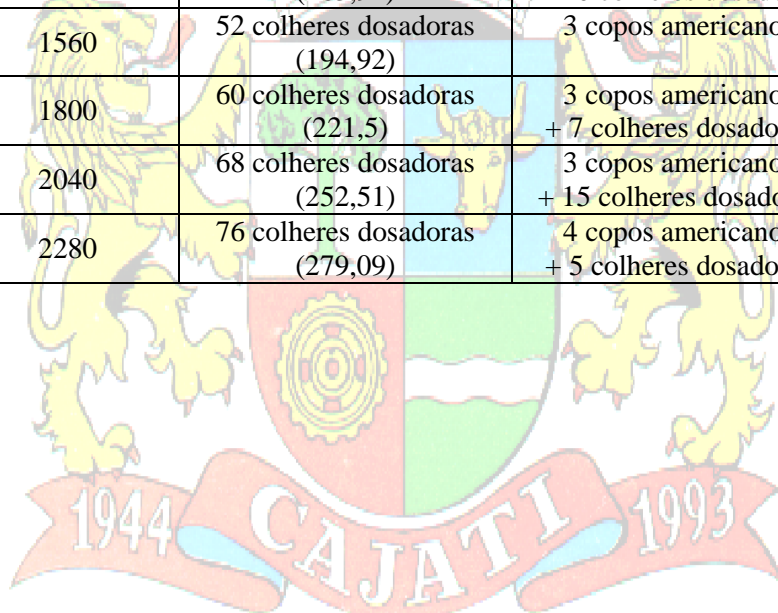 1560 52 colheres dosadoras 3 copos americano
(194,92)
1800 60 colheres dosadoras 3 copos americano
(221,5) + 7 colheres dosado
2040 68 colheres dosadoras 3 copos americano
(252,51) + 15 colheres dosado
2280 76 colheres dosadoras 4 copos americano
(279,09) + 5 colheres dosado
1944 CAJATI 1993